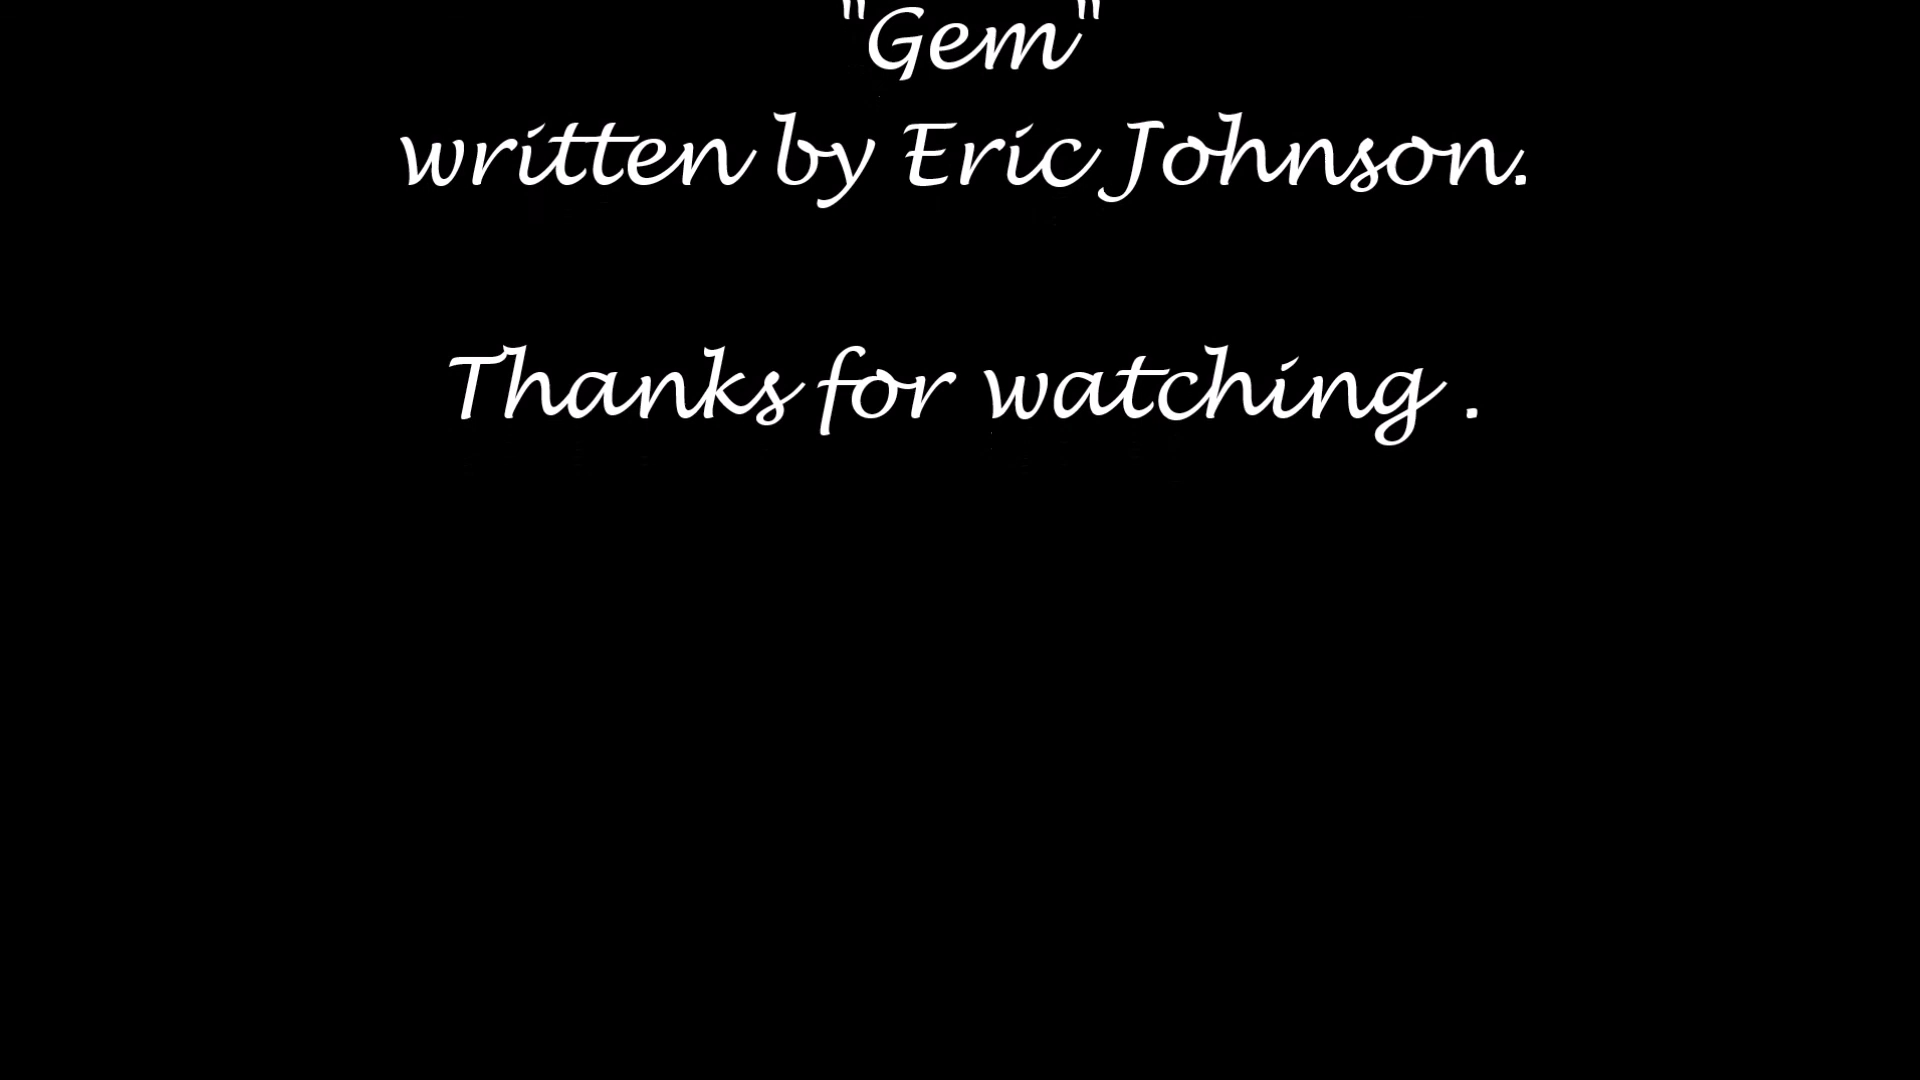 "Gem"
written by Eric Johnson.
Thanks for watching .